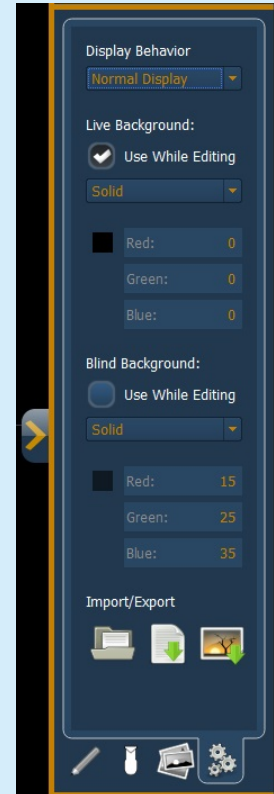 Display Behavior
Normal Display
Live Background:
Use While Editing
Solid
Red: 0
Green: 0
Blue: 0
Blind Background:
Use While Editing
Solid
Red: 15
Green: 25
Blue: 35
Import/Export